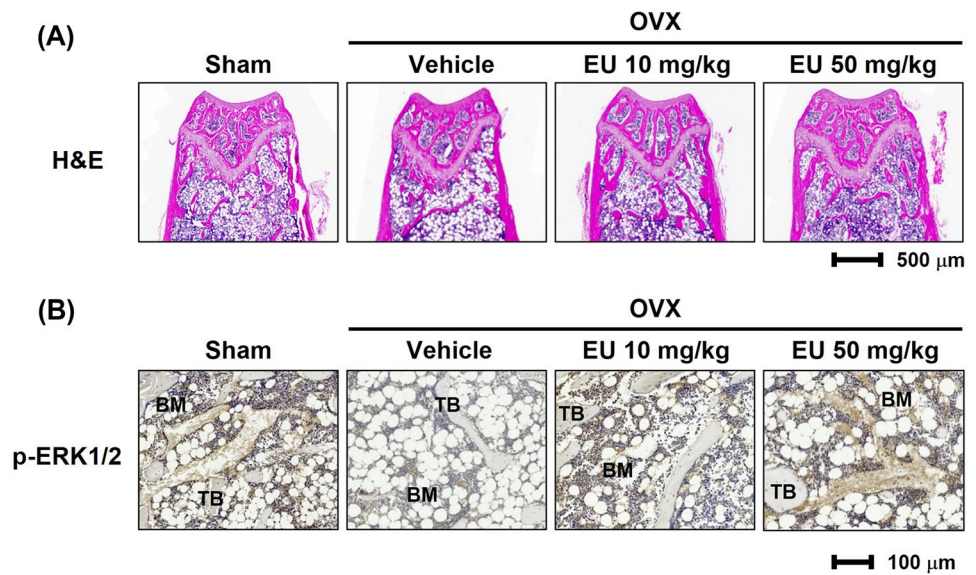 (A)
OVX
Sham Vehicle EU 10 mg/kg EU 50 mg/kg
H&E
500 μm
(B)
OVX
Sham Vehicle EU 10 mg/kg EU 50 mg/kg
p-ERK1/2
BM TB TB BM
TB BM BM TB
100 μm